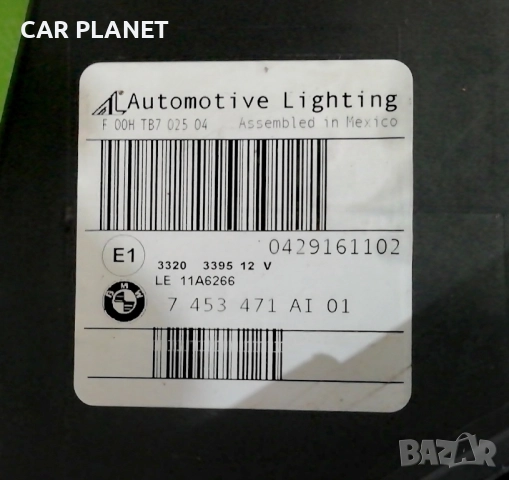 CAR PLANET
AL Automotive Lighting
F 00H TB7 025 04 Assembled in Mexico
0429161102
E1
3320 3395 12 V
LE 11A6266
BMW
7 453 471 AI 01
BAZAR